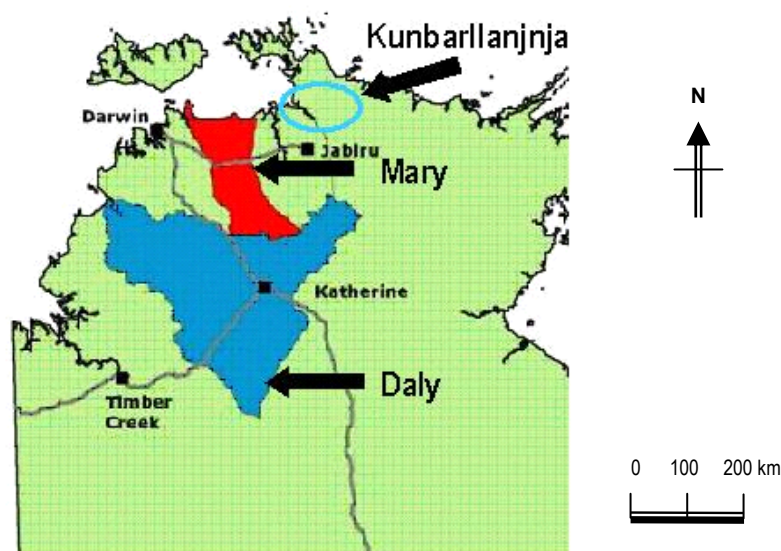 Kunbarllanjnja
Darwin
Jabiru
Mary
Katherine
Daly
Timber
Creek
N
0 100 200 km